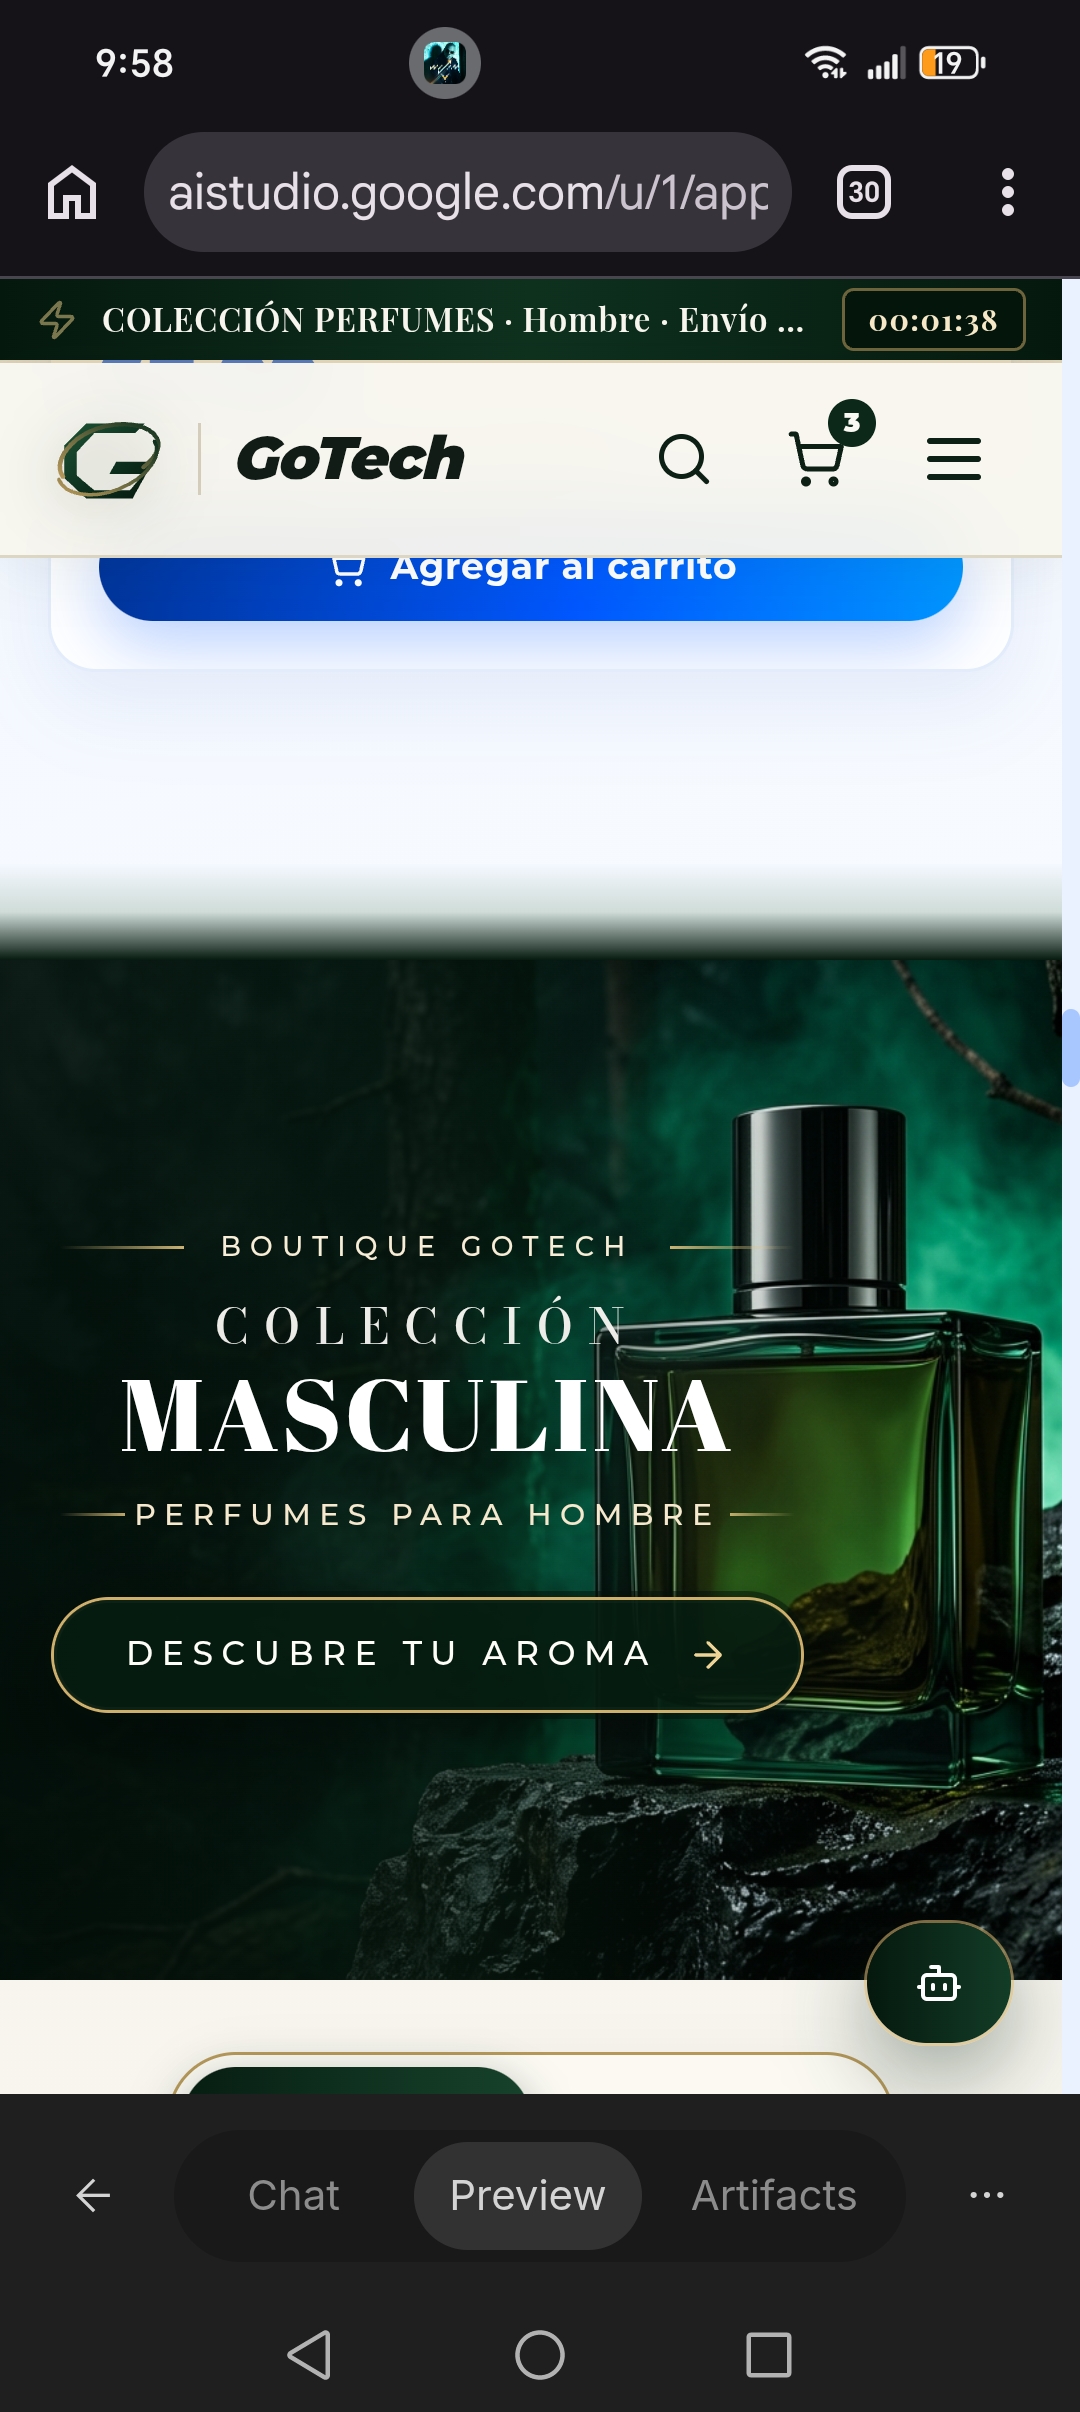 9:58
19
aistudio.google.com/u/1/app
30
COLECCIÓN PERFUMES · Hombre · Envío ...
00:01:38
GoTech
3
Agregar al carrito
BOUTIQUE GOTECH
COLECCIÓN
MASCULINA
PERFUMES PARA HOMBRE
DESCUBRE TU AROMA →
Chat
Preview
Artifacts